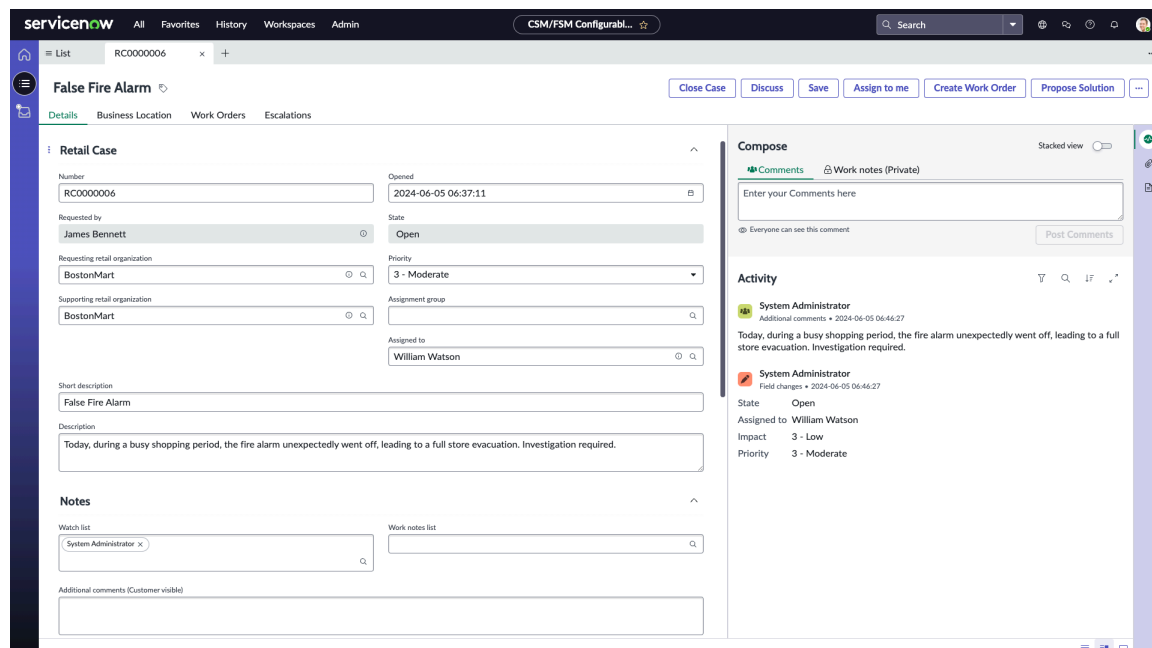 servicenow All Favorites History Workspaces Admin CSM/FSM Configurabl... Search
List RC0000006
False Fire Alarm
Close Case Discuss Save Assign to me Create Work Order Propose Solution
Details Business Location Work Orders Escalations
Retail Case
Number
RC0000006
Opened
2024-06-05 06:37:11
Requested by
James Bennett
State
Open
Requesting retail organization
BostonMart
Priority
3 - Moderate
Supporting retail organization
BostonMart
Assignment group
Assigned to
William Watson
Short description
False Fire Alarm
Description
Today, during a busy shopping period, the fire alarm unexpectedly went off, leading to a full store evacuation. Investigation required.
Notes
Watch list
System Administrator
Work notes list
Additional comments (Customer visible)
Compose
Stacked view
Comments Work notes (Private)
Enter your Comments here
Everyone can see this comment
Post Comments
Activity
System Administrator
Additional comments • 2024-06-05 06:46:27
Today, during a busy shopping period, the fire alarm unexpectedly went off, leading to a full
store evacuation. Investigation required.
System Administrator
Field changes • 2024-06-05 06:46:27
State Open
Assigned to William Watson
Impact 3 - Low
Priority 3 - Moderate